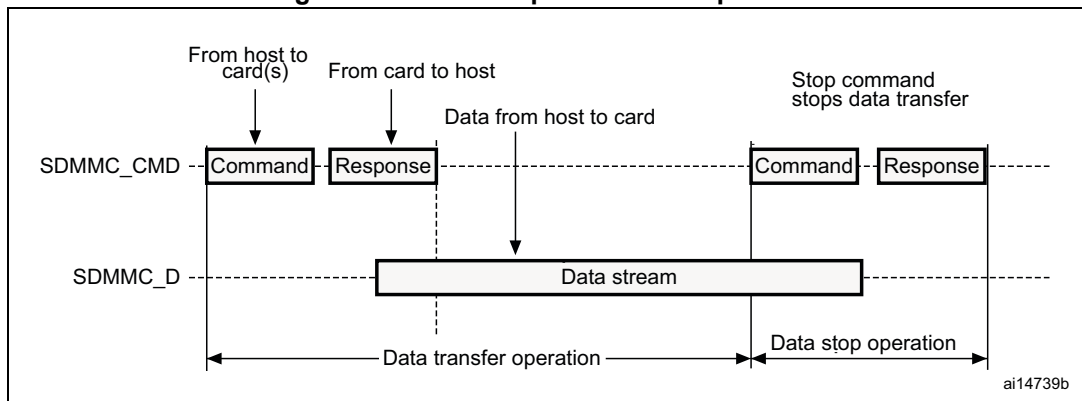 From host to
card(s)
From card to host
Stop command
stops data transfer
Data from host to card
SDMMC_CMD
Command
Response
Command
Response
SDMMC_D
Data stream
Data transfer operation
Data stop operation
ai14739b